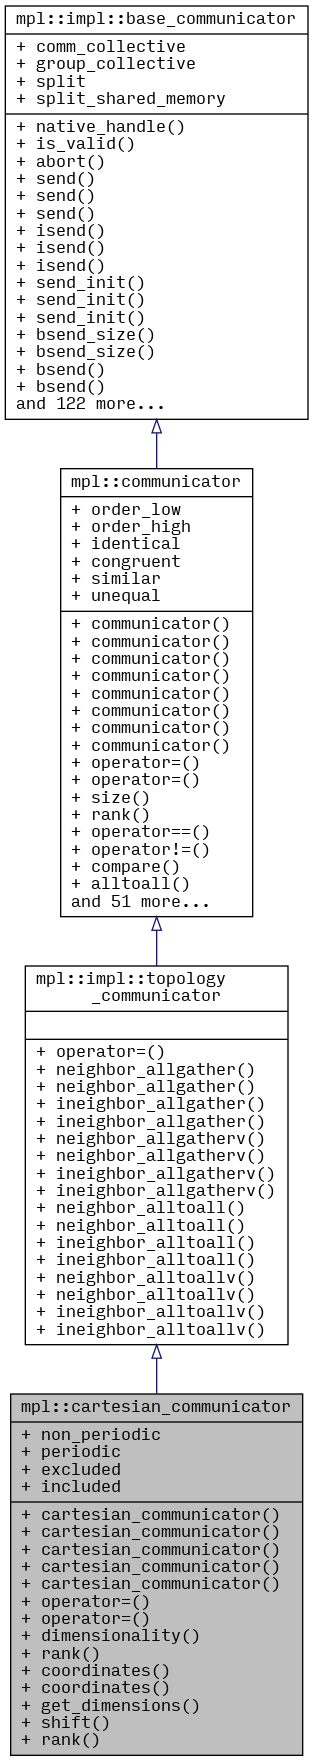 mpl::impl::base_communicator
+ comm_collective
+ group_collective
+ split
+ split_shared_memory
+ native_handle()
+ is_valid()
+ abort()
+ send()
+ send()
+ send()
+ isend()
+ isend()
+ isend()
+ send_init()
+ send_init()
+ send_init()
+ bsend_size()
+ bsend_size()
+ bsend()
+ bsend()
and 122 more...
mpl::communicator
+ order_low
+ order_high
+ identical
+ congruent
+ similar
+ unequal
+ communicator()
+ communicator()
+ communicator()
+ communicator()
+ communicator()
+ communicator()
+ communicator()
+ communicator()
+ operator=()
+ operator=()
+ size()
+ rank()
+ operator==()
+ operator!=()
+ compare()
+ alltoall()
and 51 more...
mpl::impl::topology
_communicator
+ operator=()
+ neighbor_allgather()
+ neighbor_allgather()
+ ineighbor_allgather()
+ ineighbor_allgather()
+ neighbor_allgatherv()
+ neighbor_allgatherv()
+ ineighbor_allgatherv()
+ ineighbor_allgatherv()
+ neighbor_alltoall()
+ neighbor_alltoall()
+ ineighbor_alltoall()
+ ineighbor_alltoall()
+ neighbor_alltoallv()
+ neighbor_alltoallv()
+ ineighbor_alltoallv()
+ ineighbor_alltoallv()
mpl::cartesian_communicator
+ non_periodic
+ periodic
+ excluded
+ included
+ cartesian_communicator()
+ cartesian_communicator()
+ cartesian_communicator()
+ cartesian_communicator()
+ cartesian_communicator()
+ operator=()
+ operator=()
+ dimensionality()
+ rank()
+ coordinates()
+ coordinates()
+ get_dimensions()
+ shift()
+ rank()